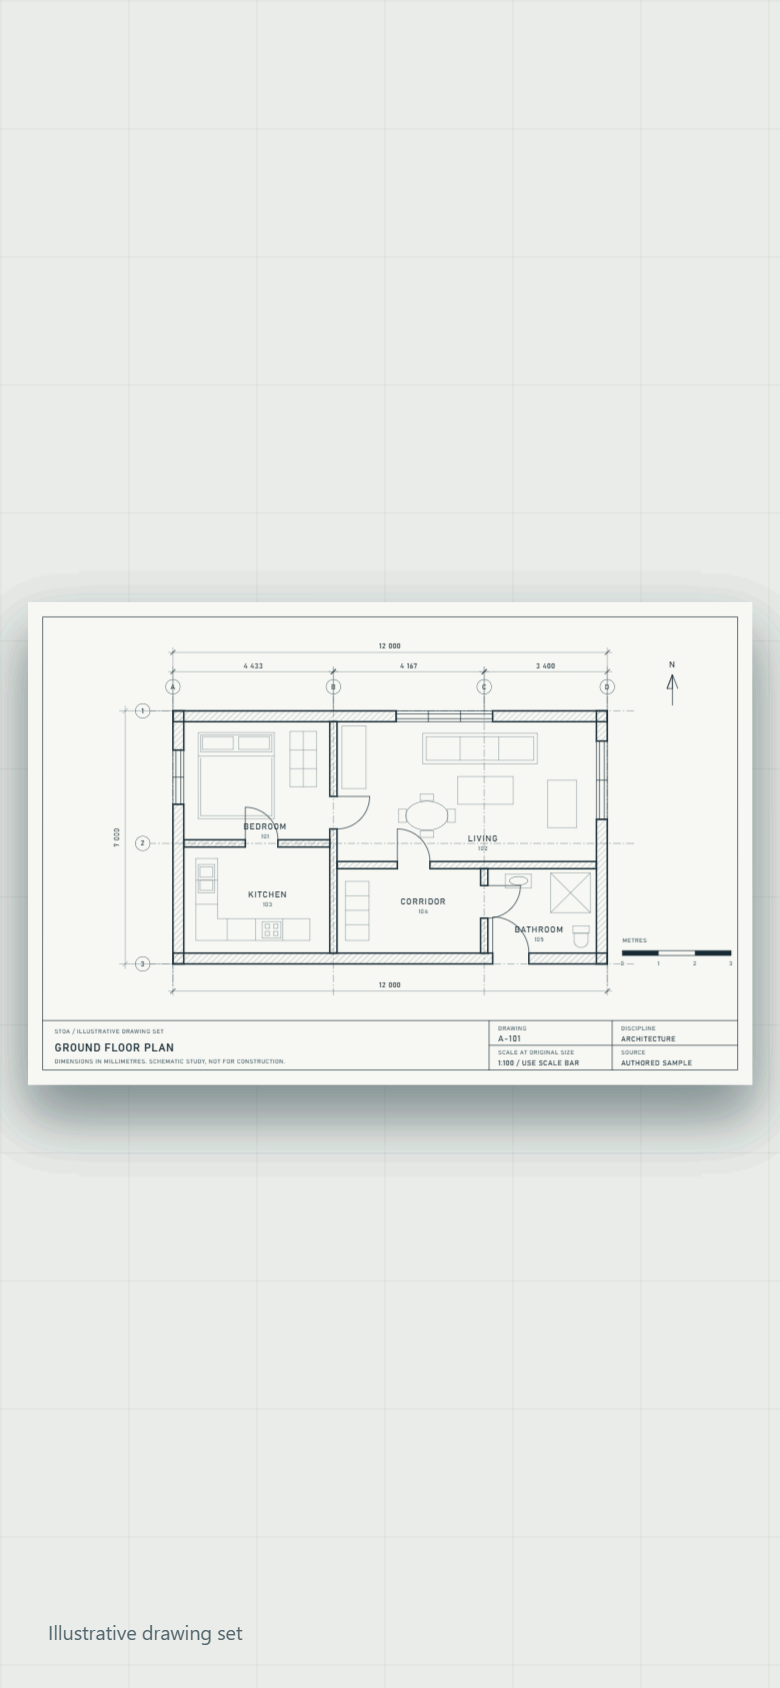 12 000
4 433
4 167
3 400
N
A
B
C
D
1
BEDROOM
101
2
LIVING
102
KITCHEN
103
CORRIDOR
104
BATHROOM
105
METRES
1
2
3
3
12 000
STOA / ILLUSTRATIVE DRAWING SET
GROUND FLOOR PLAN
DIMENSIONS IN MILLIMETRES. SCHEMATIC STUDY, NOT FOR CONSTRUCTION.
DRAWING
A-101
DISCIPLINE
ARCHITECTURE
SCALE AT ORIGINAL SIZE
1:100 / USE SCALE BAR
SOURCE
AUTHORED SAMPLE
Illustrative drawing set